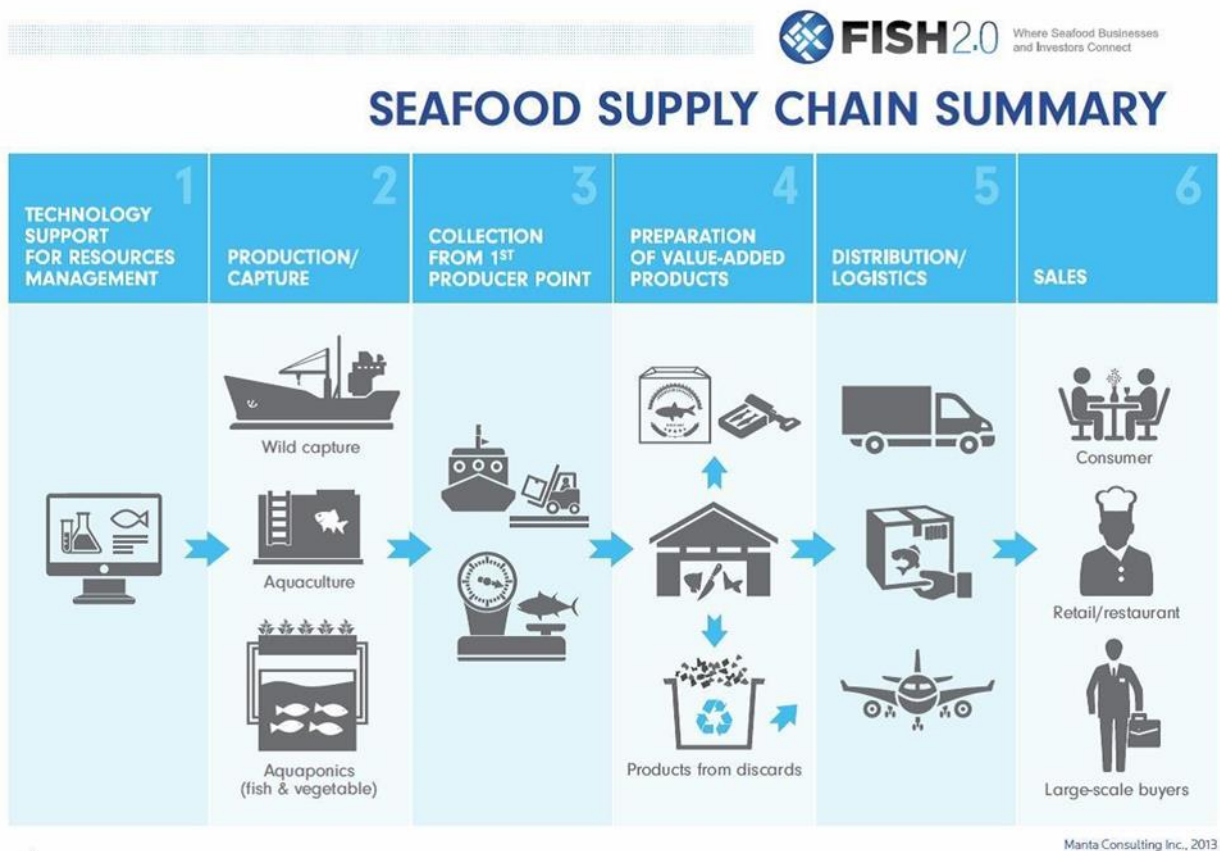 FISH 2.0
Where Seafood Businesses
and Investors Connect
SEAFOOD SUPPLY CHAIN SUMMARY
1
TECHNOLOGY
SUPPORT
FOR RESOURCES
MANAGEMENT
2
PRODUCTION/
CAPTURE
3
COLLECTION
FROM 1ST
PRODUCER POINT
4
PREPARATION
OF VALUE-ADDED
PRODUCTS
5
DISTRIBUTION/
LOGISTICS
6
SALES
Wild capture
Aquaculture
Aquaponics
(fish & vegetable)
Products from discards
Consumer
Retail/restaurant
Large-scale buyers
Manta Consulting Inc., 2013